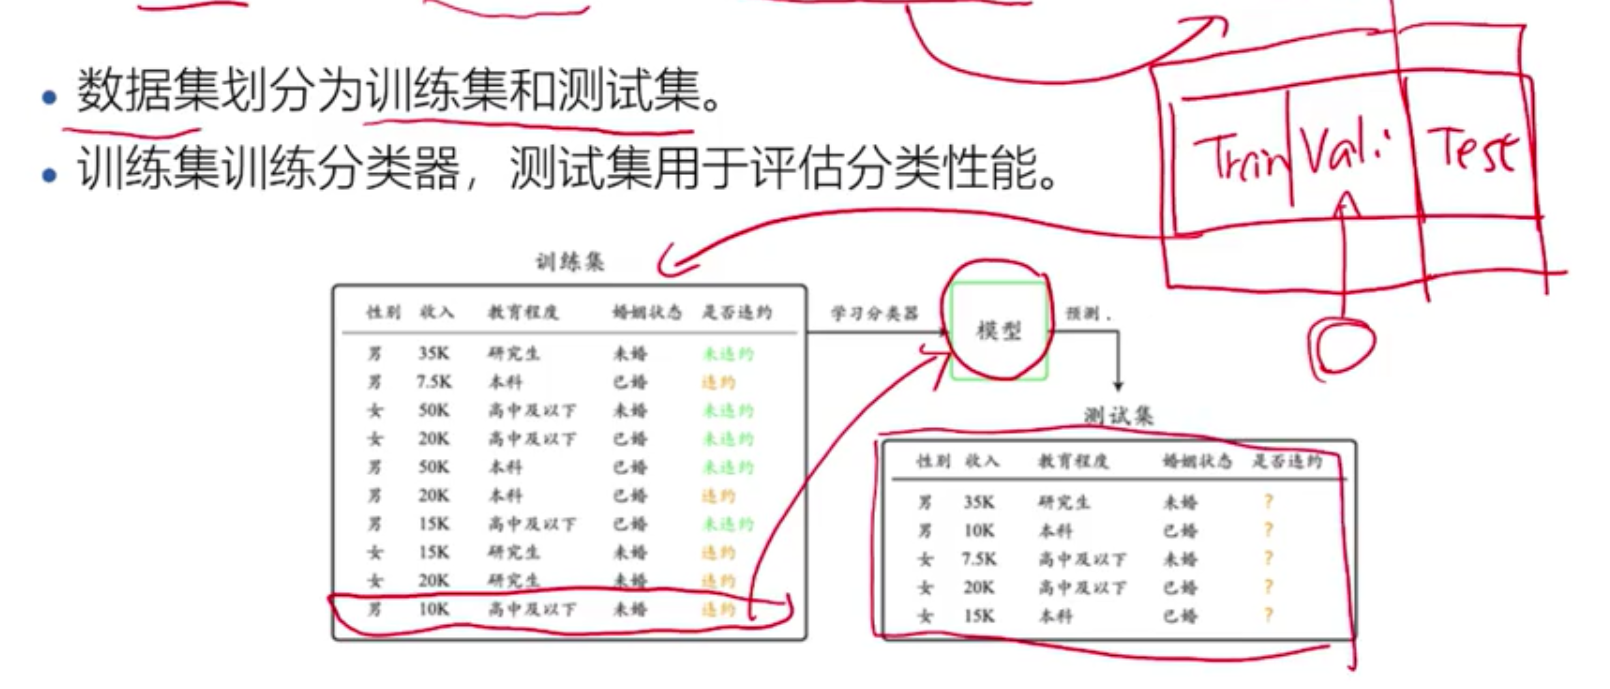 • 数据集划分为训练集和测试集。
• 训练集训练分类器，测试集用于评估分类性能。
Train Vali Test
训练集
性别 收入 教育程度 婚姻状态 是否违约
男 35K 研究生 未婚 未违约
男 7.5K 本科 已婚 违约
女 50K 高中及以下 未婚 未违约
女 20K 高中及以下 已婚 未违约
男 50K 本科 已婚 未违约
男 20K 本科 已婚 违约
男 15K 高中及以下 已婚 未违约
女 15K 研究生 未婚 违约
女 20K 研究生 未婚 违约
男 10K 高中及以下 未婚 违约
学习分类器
模型
预测.
测试集
性别 收入 教育程度 婚姻状态 是否违约
男 35K 研究生 未婚 ?
男 10K 本科 已婚 ?
女 7.5K 高中及以下 未婚 ?
女 20K 高中及以下 已婚 ?
女 15K 本科 已婚 ?